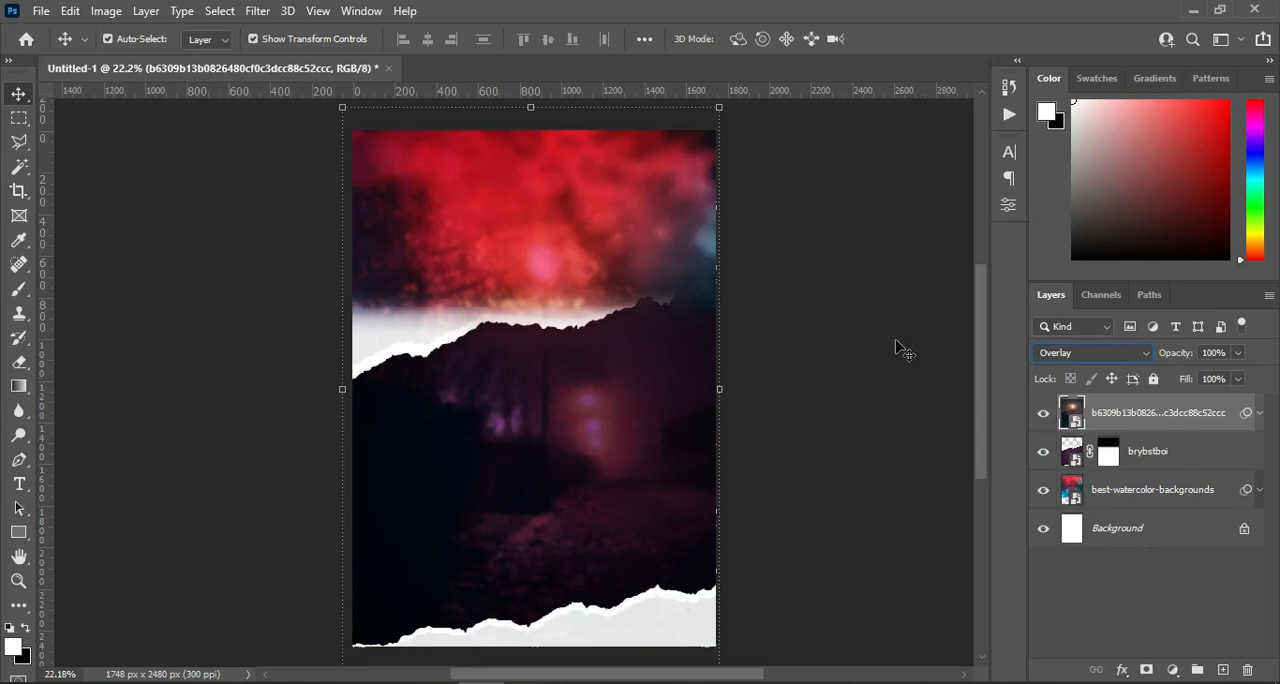 Ps File Edit Image Layer Type Select Filter 3D View Window Help
Auto-Select: Layer Show Transform Controls 3D Mode:
Untitled-1 @ 22.2% (b6309b13b0826480cf0c3dcc88c52ccc, RGB/8) *
1400 1200 1000 800 600 400 200 0 200 400 600 800 1000 1200 1400 1600 1800 2000 2200 2400 2600 2800
Color Swatches Gradients Patterns
Layers Channels Paths
Kind
Overlay Opacity: 100%
Lock: Fill: 100%
b6309b13b0826...c3dcc88c52ccc
brybstboi
best-watercolor-backgrounds
Background
22.18% 1748 px x 2480 px (300 ppi)